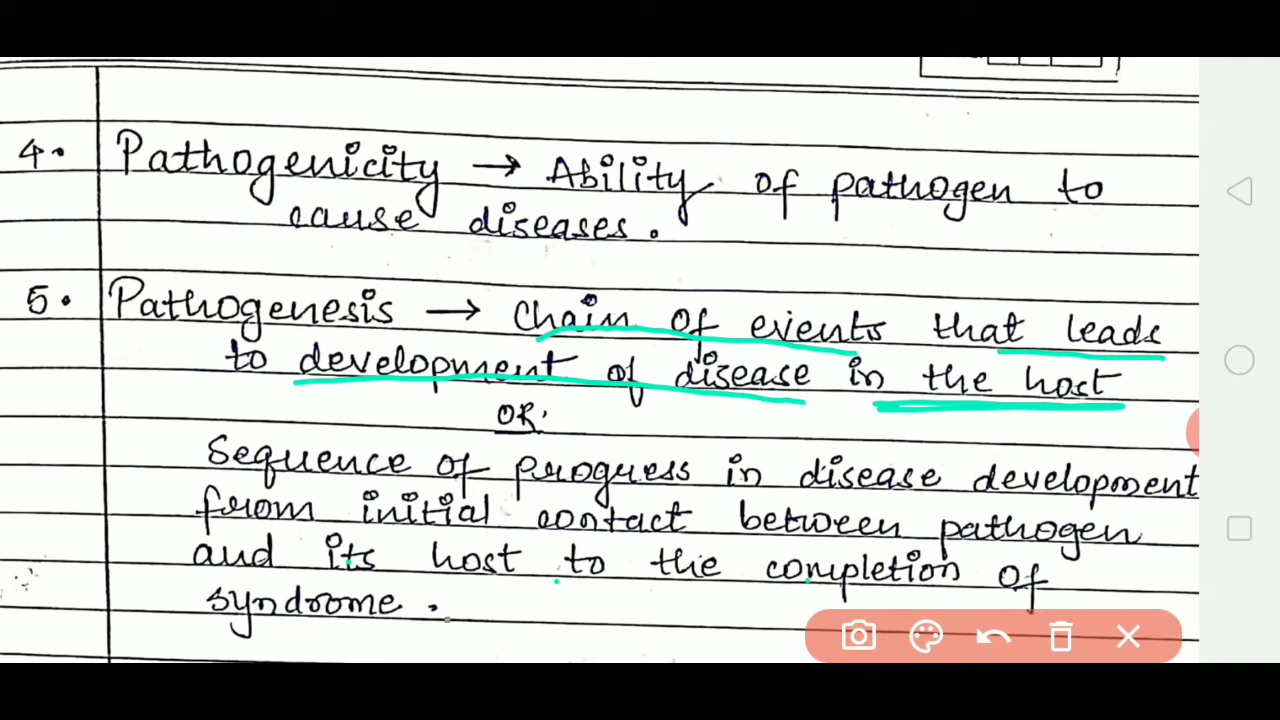 4. Pathogenicity → Ability of pathogen to
cause diseases.
5. Pathogenesis → Chain of events that leads
to development of disease in the host
OR.
Sequence of progress in disease development
from initial contact between pathogen
and its host to the completion of
syndrome.